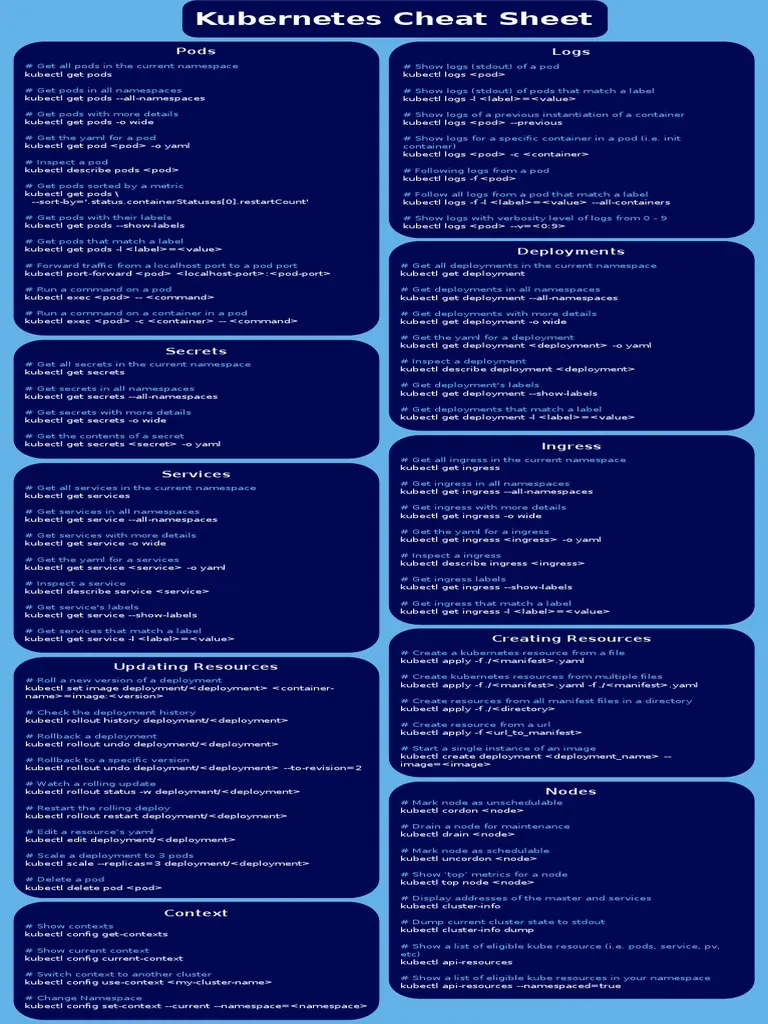 Kubernetes Cheat Sheet
Pods
# Get all pods in the current namespace
kubectl get pods
# Get pods in all namespaces
kubectl get pods --all-namespaces
# Get pods with more details
kubectl get pods -o wide
# Get the yaml for a pod
kubectl get pod <pod> -o yaml
# Inspect a pod
kubectl describe pods <pod>
# Get pods sorted by a metric
kubectl get pods \
--sort-by='.status.containerStatuses[0].restartCount'
# Get pods with their labels
kubectl get pods --show-labels
# Get pods that match a label
kubectl get pods -l <label>=<value>
# Forward traffic from a localhost port to a pod port
kubectl port-forward <pod> <localhost-port>:<pod-port>
# Run a command on a pod
kubectl exec <pod> -- <command>
# Run a command on a container in a pod
kubectl exec <pod> -c <container> -- <command>
Secrets
# Get all secrets in the current namespace
kubectl get secrets
# Get secrets in all namespaces
kubectl get secrets --all-namespaces
# Get secrets with more details
kubectl get secrets -o wide
# Get the contents of a secret
kubectl get secrets <secret> -o yaml
Services
# Get all services in the current namespace
kubectl get services
# Get services in all namespaces
kubectl get service --all-namespaces
# Get services with more details
kubectl get service -o wide
# Get the yaml for a services
kubectl get service <service> -o yaml
# Inspect a service
kubectl describe service <service>
# Get service's labels
kubectl get service --show-labels
# Get services that match a label
kubectl get service -l <label>=<value>
Updating Resources
# Roll a new version of a deployment
kubectl set image deployment/<deployment> <container-
name>=image:<version>
# Check the deployment history
kubectl rollout history deployment/<deployment>
# Rollback a deployment
kubectl rollout undo deployment/<deployment>
# Rollback to a specific version
kubectl rollout undo deployment/<deployment> --to-revision=2
# Watch a rolling update
kubectl rollout status -w deployment/<deployment>
# Restart the rolling deploy
kubectl rollout restart deployment/<deployment>
# Edit a resource's yaml
kubectl edit deployment/<deployment>
# Scale a deployment to 3 pods
kubectl scale --replicas=3 deployment/<deployment>
# Delete a pod
kubectl delete pod <pod>
Context
# Show contexts
kubectl config get-contexts
# Show current context
kubectl config current-context
# Switch context to another cluster
kubectl config use-context <my-cluster-name>
# Change Namespace
kubectl config set-context --current --namespace=<namespace>
Logs
# Show logs (stdout) of a pod
kubectl logs <pod>
# Show logs (stdout) of pods that match a label
kubectl logs -l <label>=<value>
# Show logs of a previous instantiation of a container
kubectl logs <pod> --previous
# Show logs for a specific container in a pod (i.e. init
container)
kubectl logs <pod> -c <container>
# Following logs from a pod
kubectl logs -f <pod>
# Follow all logs from a pod that match a label
kubectl logs -f -l <label>=<value> --all-containers
# Show logs with verbosity level of logs from 0 - 9
kubectl logs <pod> --v=<0:9>
Deployments
# Get all deployments in the current namespace
kubectl get deployment
# Get deployments in all namespaces
kubectl get deployment --all-namespaces
# Get deployments with more details
kubectl get deployment -o wide
# Get the yaml for a deployment
kubectl get deployment <deployment> -o yaml
# Inspect a deployment
kubectl describe deployment <deployment>
# Get deployment's labels
kubectl get deployment --show-labels
# Get deployments that match a label
kubectl get deployment -l <label>=<value>
Ingress
# Get all ingress in the current namespace
kubectl get ingress
# Get ingress in all namespaces
kubectl get ingress --all-namespaces
# Get ingress with more details
kubectl get ingress -o wide
# Get the yaml for a ingress
kubectl get ingress <ingress> -o yaml
# Inspect a ingress
kubectl describe ingress <ingress>
# Get ingress labels
kubectl get ingress --show-labels
# Get ingress that match a label
kubectl get ingress -l <label>=<value>
Creating Resources
# Create a kubernetes resource from a file
kubectl apply -f ./<manifest>.yaml
# Create kubernetes resources from multiple files
kubectl apply -f ./<manifest>.yaml -f ./<manifest>.yaml
# Create resources from all manifest files in a directory
kubectl apply -f ./<directory>
# Create resource from a url
kubectl apply -f <url_to_manifest>
# Start a single instance of an image
kubectl create deployment <deployment_name> --
image=<image>
Nodes
# Mark node as unschedulable
kubectl cordon <node>
# Drain a node for maintenance
kubectl drain <node>
# Mark node as schedulable
kubectl uncordon <node>
# Show 'top' metrics for a node
kubectl top node <node>
# Display addresses of the master and services
kubectl cluster-info
# Dump current cluster state to stdout
kubectl cluster-info dump
# Show a list of eligible kube resource (i.e. pods, service, pv,
etc)
kubectl api-resources
# Show a list of eligible kube resources in your namespace
kubectl api-resources --namespaced=true